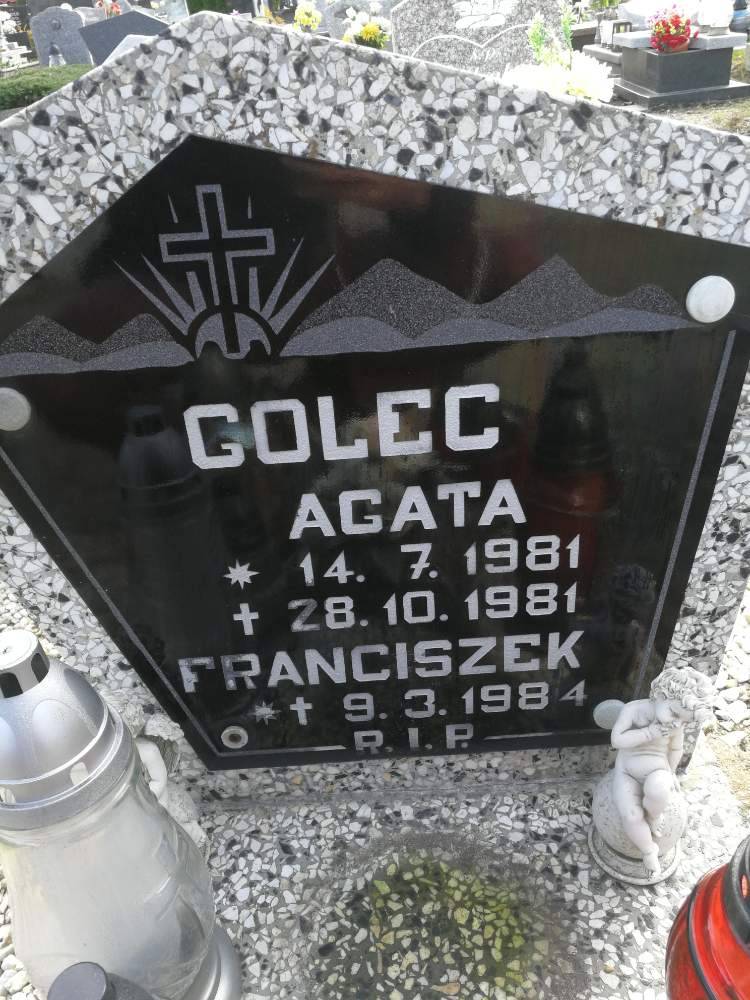 GOLEC
AGATA
* 14. 7. 1981
† 28. 10. 1981
FRANCISZEK
* † 9. 3. 1984
R. I. P.